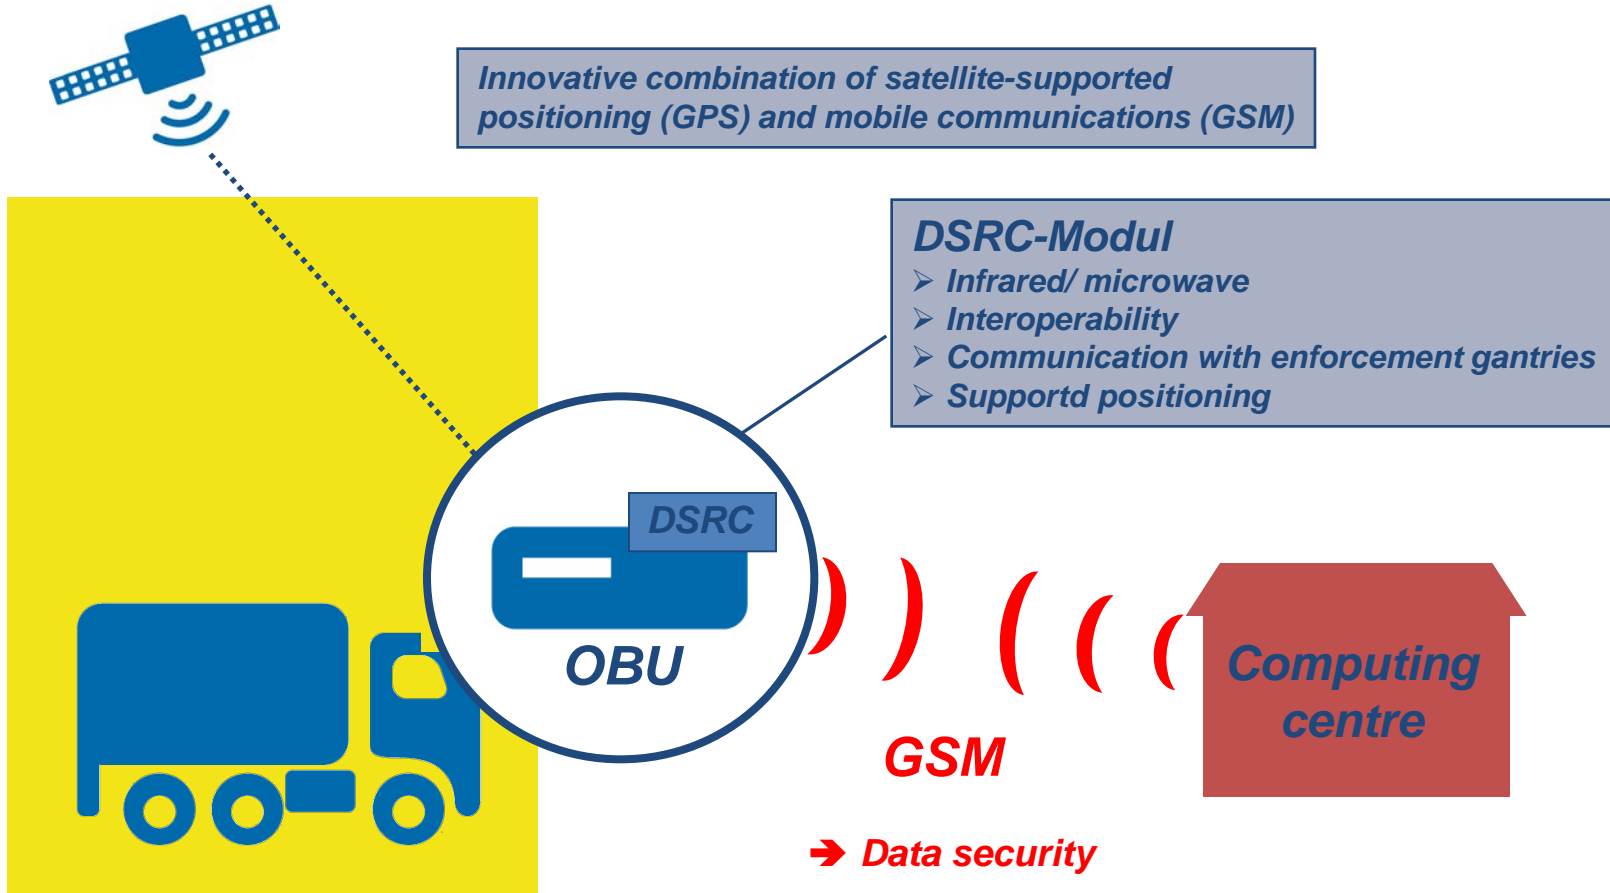 Innovative combination of satellite-supported
positioning (GPS) and mobile communications (GSM)
DSRC-Modul
➢ Infrared/ microwave
➢ Interoperability
➢ Communication with enforcement gantries
➢ Supportd positioning
DSRC
OBU
Computing
centre
GSM
➔ Data security